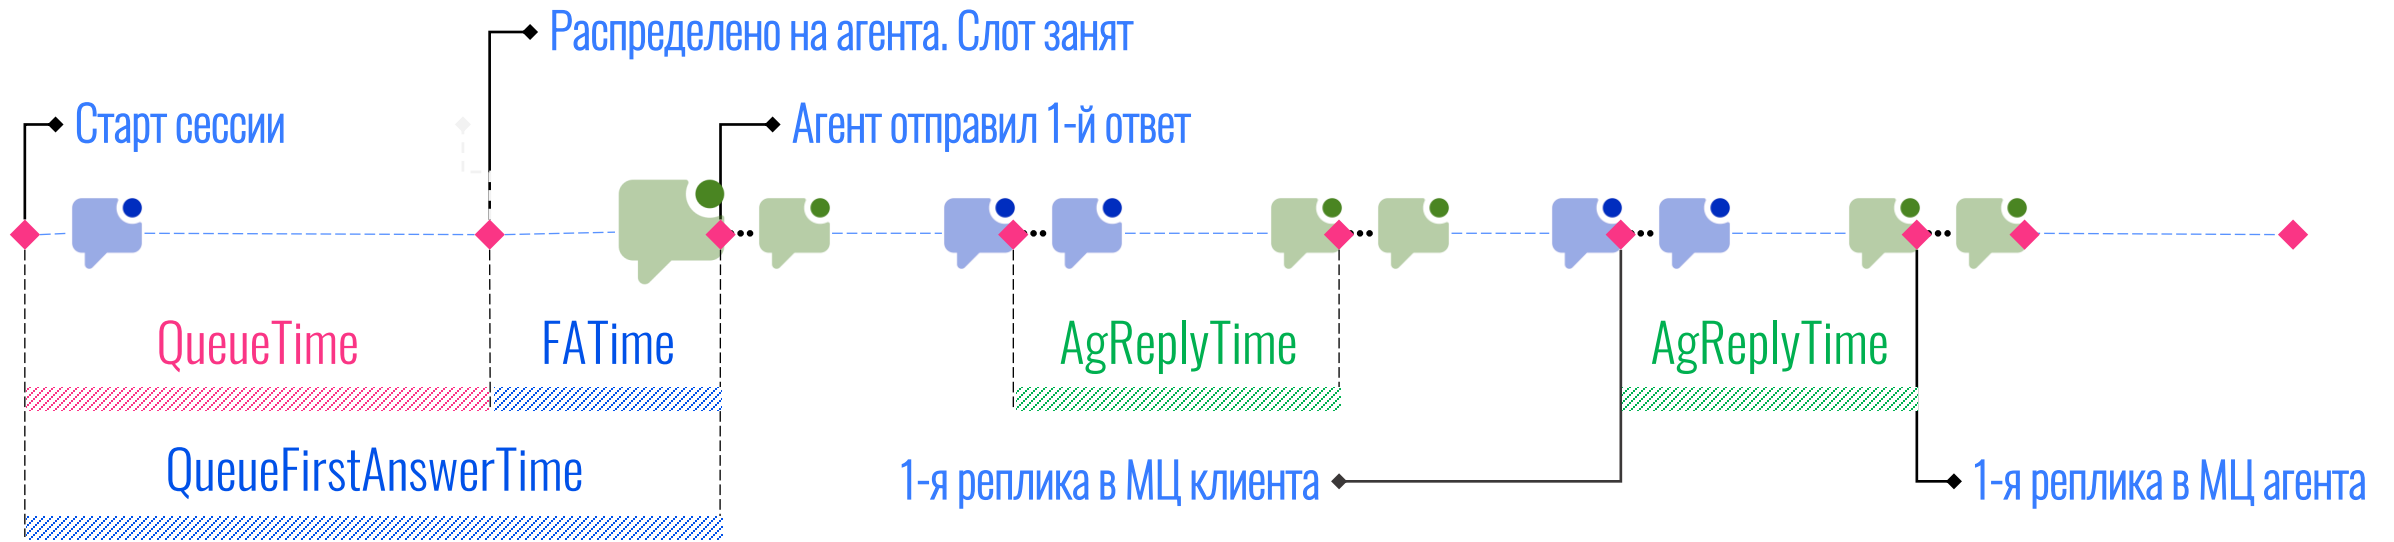 Распределено на агента. Слот занят
Старт сессии
Агент отправил 1-й ответ
QueueTime
FATime
AgReplyTime
AgReplyTime
QueueFirstAnswerTime
1-я реплика в МЦ клиента
1-я реплика в МЦ агента